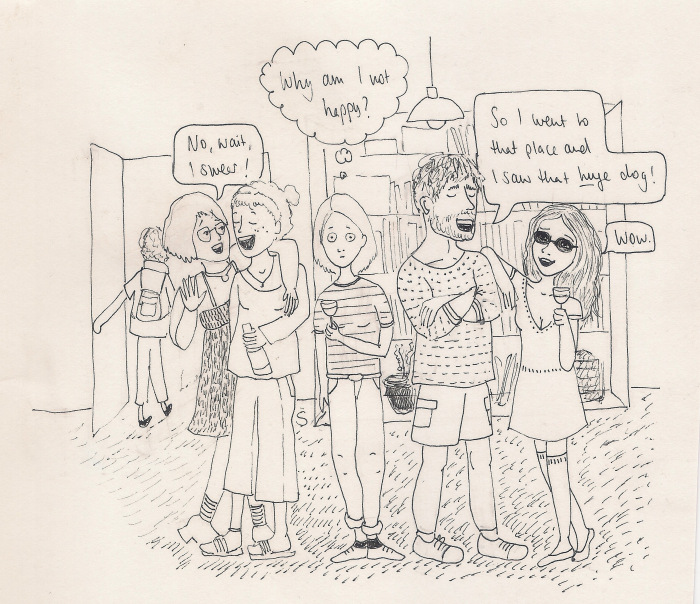 No, wait,
I swear!
Why am I not
happy?
So I went to
that place and
I saw that huge dog!
Wow.